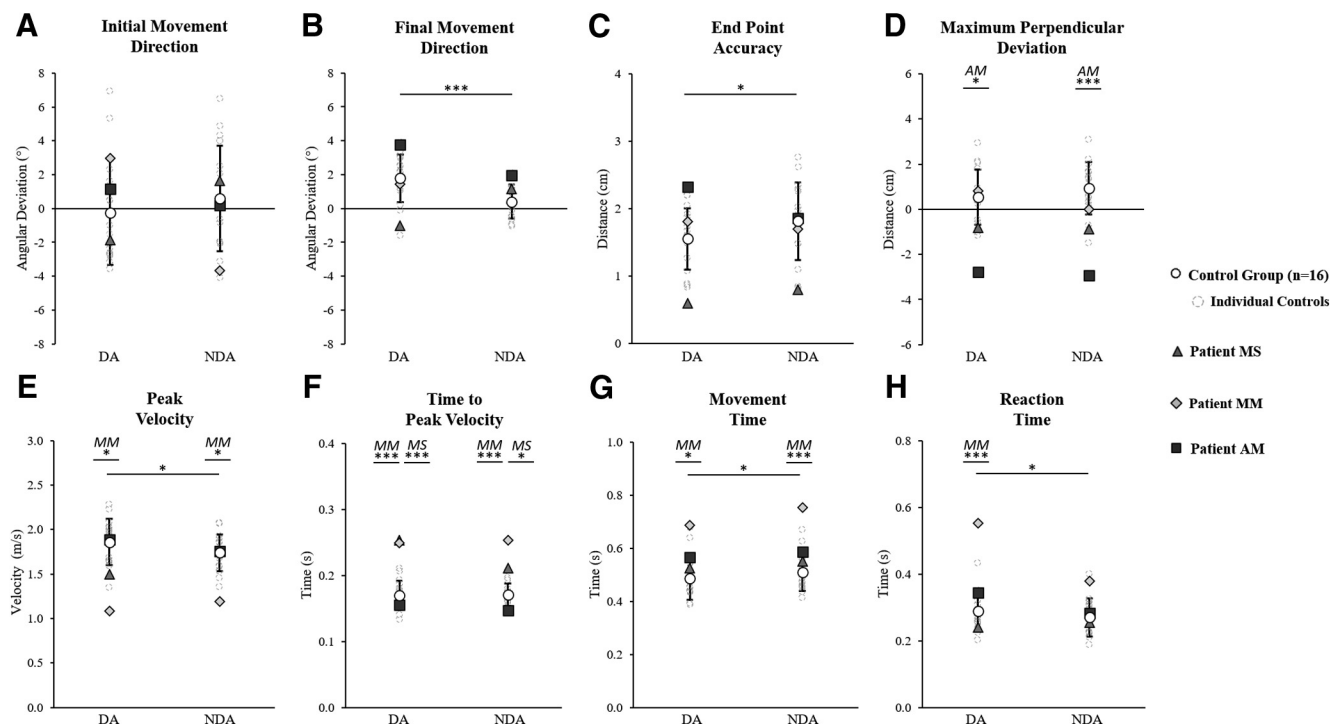 A
Initial Movement
Direction
Angular Deviation (°)
8
6
4
2
0
-2
-4
-6
-8
DA
NDA
B
Final Movement
Direction
Angular Deviation (°)
8
6
4
2
0
-2
-4
-6
-8
***
DA
NDA
C
End Point
Accuracy
Distance (cm)
4
3
2
1
0
*
DA
NDA
D
Maximum Perpendicular
Deviation
Distance (cm)
6
4
2
0
-2
-4
-6
AM
*
AM
***
DA
NDA
Control Group (n=16)
Individual Controls
Patient MS
Patient MM
Patient AM
E
Peak
Velocity
Velocity (m/s)
3.0
2.5
2.0
1.5
1.0
0.5
0.0
MM
*
MM
*
*
DA
NDA
F
Time to
Peak Velocity
Time (s)
0.4
0.3
0.2
0.1
0.0
MM
***
MS
***
MM
***
MS
*
DA
NDA
G
Movement
Time
Time (s)
1.0
0.8
0.6
0.4
0.2
0.0
MM
*
MM
***
*
DA
NDA
H
Reaction
Time
Time (s)
0.8
0.6
0.4
0.2
0.0
MM
***
*
DA
NDA